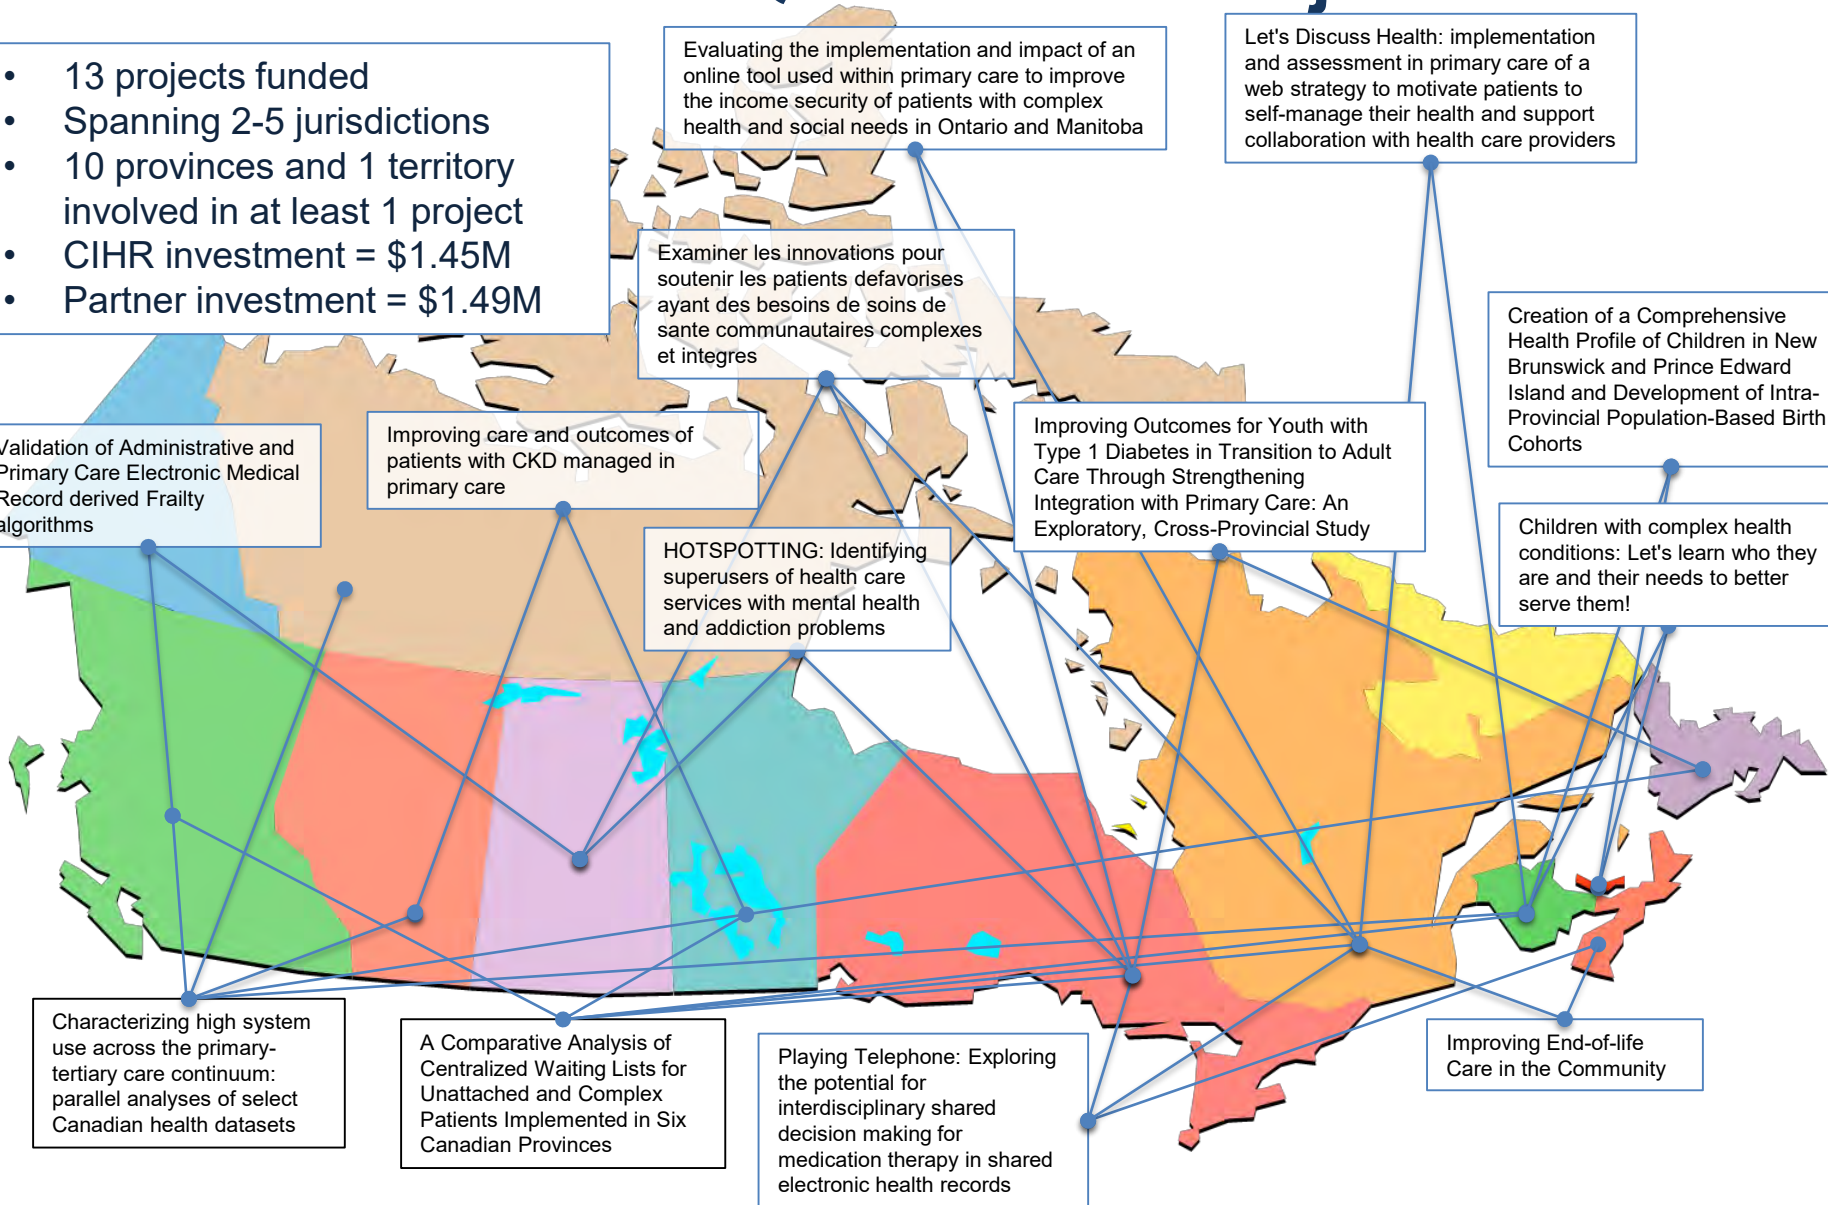 • 13 projects funded
• Spanning 2-5 jurisdictions
• 10 provinces and 1 territory
involved in at least 1 project
• CIHR investment = $1.45M
• Partner investment = $1.49M
Evaluating the implementation and impact of an
online tool used within primary care to improve
the income security of patients with complex
health and social needs in Ontario and Manitoba
Let's Discuss Health: implementation
and assessment in primary care of a
web strategy to motivate patients to
self-manage their health and support
collaboration with health care providers
Examiner les innovations pour
soutenir les patients defavorises
ayant des besoins de soins de
sante communautaires complexes
et integres
Creation of a Comprehensive
Health Profile of Children in New
Brunswick and Prince Edward
Island and Development of Intra-
Provincial Population-Based Birth
Cohorts
Validation of Administrative and
Primary Care Electronic Medical
Record derived Frailty
algorithms
Improving care and outcomes of
patients with CKD managed in
primary care
Improving Outcomes for Youth with
Type 1 Diabetes in Transition to Adult
Care Through Strengthening
Integration with Primary Care: An
Exploratory, Cross-Provincial Study
HOTSPOTTING: Identifying
superusers of health care
services with mental health
and addiction problems
Children with complex health
conditions: Let's learn who they
are and their needs to better
serve them!
Characterizing high system
use across the primary-
tertiary care continuum:
parallel analyses of select
Canadian health datasets
A Comparative Analysis of
Centralized Waiting Lists for
Unattached and Complex
Patients Implemented in Six
Canadian Provinces
Playing Telephone: Exploring
the potential for
interdisciplinary shared
decision making for
medication therapy in shared
electronic health records
Improving End-of-life
Care in the Community